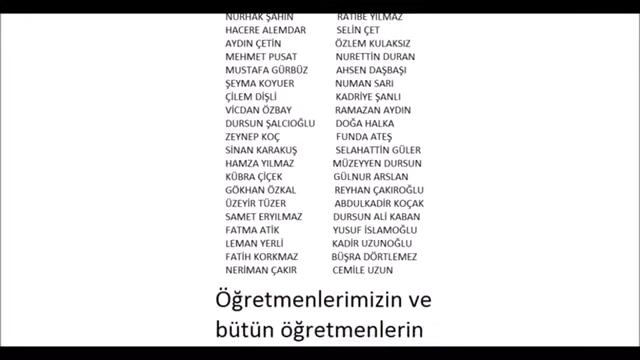 NURHAK ŞAHİN RATİBE YILMAZ
HACERE ALEMDAR SELİN ÇET
AYDIN ÇETİN ÖZLEM KULAKSIZ
MEHMET PUSAT NURETTİN DURAN
MUSTAFA GÜRBÜZ AHSEN DAŞBAŞI
ŞEYMA KOYUER NUMAN SARI
ÇİLEM DİŞLİ KADRİYE ŞANLI
VİCDAN ÖZBAY RAMAZAN AYDIN
DURSUN ŞALCIOĞLU DOĞA HALKA
ZEYNEP KOÇ FUNDA ATEŞ
SİNAN KARAKUŞ SELAHATTİN GÜLER
HAMZA YILMAZ MÜZEYYEN DURSUN
KÜBRA ÇİÇEK GÜLNUR ARSLAN
GÖKHAN ÖZKAL REYHAN ÇAKIROĞLU
ÜZEYİR TÜZER ABDULKADİR KOÇAK
SAMET ERYILMAZ DURSUN ALİ KABAN
FATMA ATİK YUSUF İSLAMOĞLU
LEMAN YERLİ KADİR UZUNOĞLU
FATİH KORKMAZ BÜŞRA DÖRTLEMEZ
NERİMAN ÇAKIR CEMİLE UZUN
Öğretmenlerimizin ve
bütün öğretmenlerin